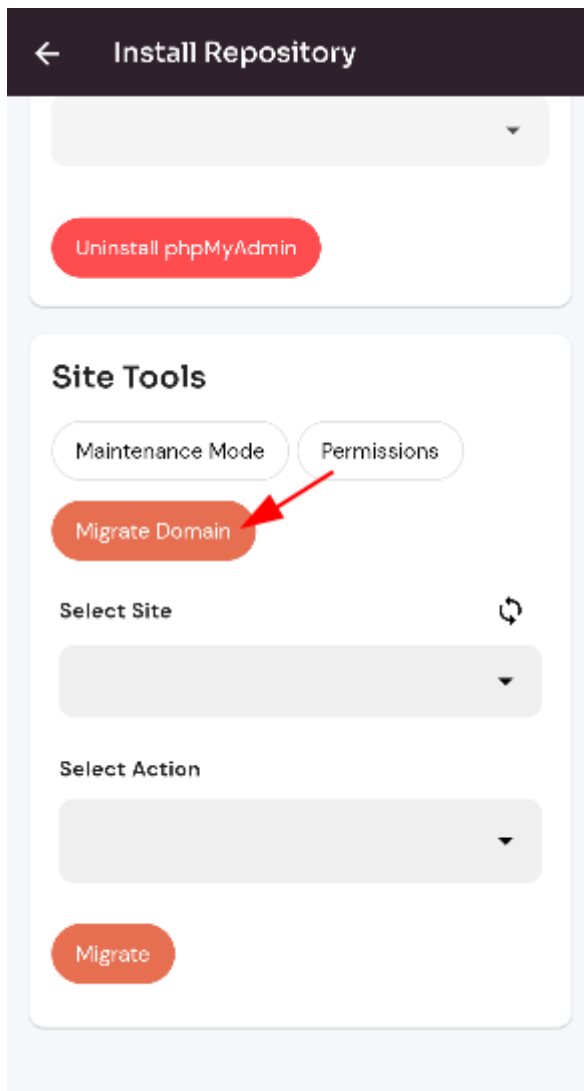 Install Repository
Uninstall phpMyAdmin
Site Tools
Maintenance Mode Permissions
Migrate Domain
Select Site
Select Action
Migrate